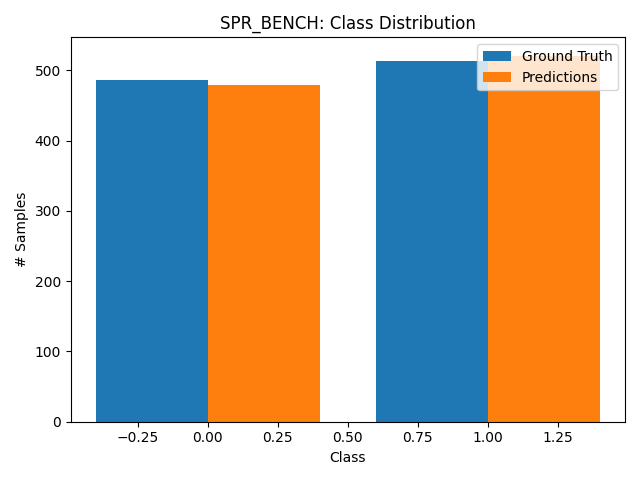 SPR_BENCH: Class Distribution
Ground Truth
Predictions
# Samples
500
400
300
200
100
0
−0.25 0.00 0.25 0.50 0.75 1.00 1.25
Class